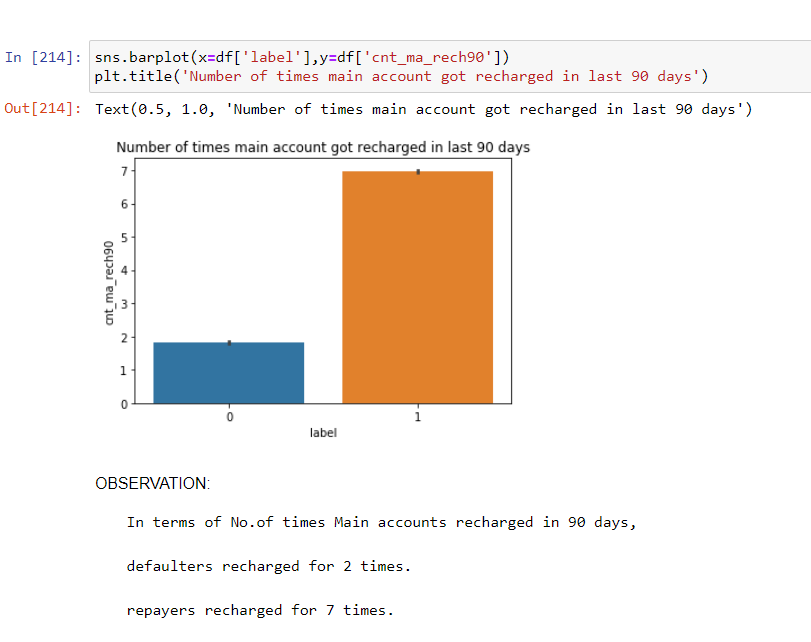 In [214]: sns.barplot(x=df['label'],y=df['cnt_ma_rech90'])
plt.title('Number of times main account got recharged in last 90 days')
Out[214]: Text(0.5, 1.0, 'Number of times main account got recharged in last 90 days')
Number of times main account got recharged in last 90 days
7
6
5
4
3
2
1
0
cnt_ma_rech90
0 1
label
OBSERVATION:
In terms of No.of times Main accounts recharged in 90 days,
defaulters recharged for 2 times.
repayers recharged for 7 times.